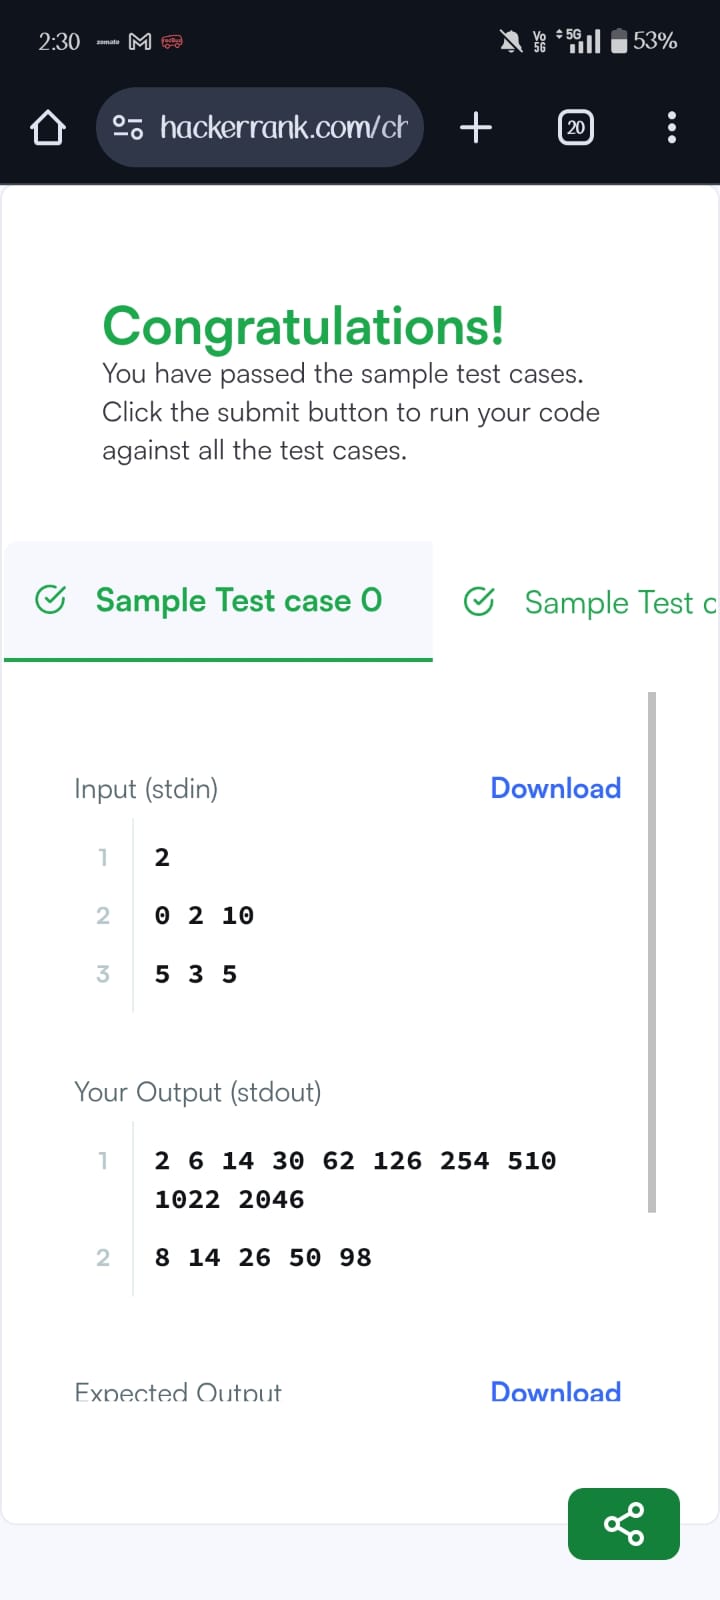 2:30 zomato M redBus Vo 5G 5G 53%
hackerrank.com/ch 20
Congratulations!
You have passed the sample test cases.
Click the submit button to run your code
against all the test cases.
Sample Test case 0 Sample Test c
Input (stdin) Download
1 2
2 0 2 10
3 5 3 5
Your Output (stdout)
1 2 6 14 30 62 126 254 510
1022 2046
2 8 14 26 50 98
Expected Output Download